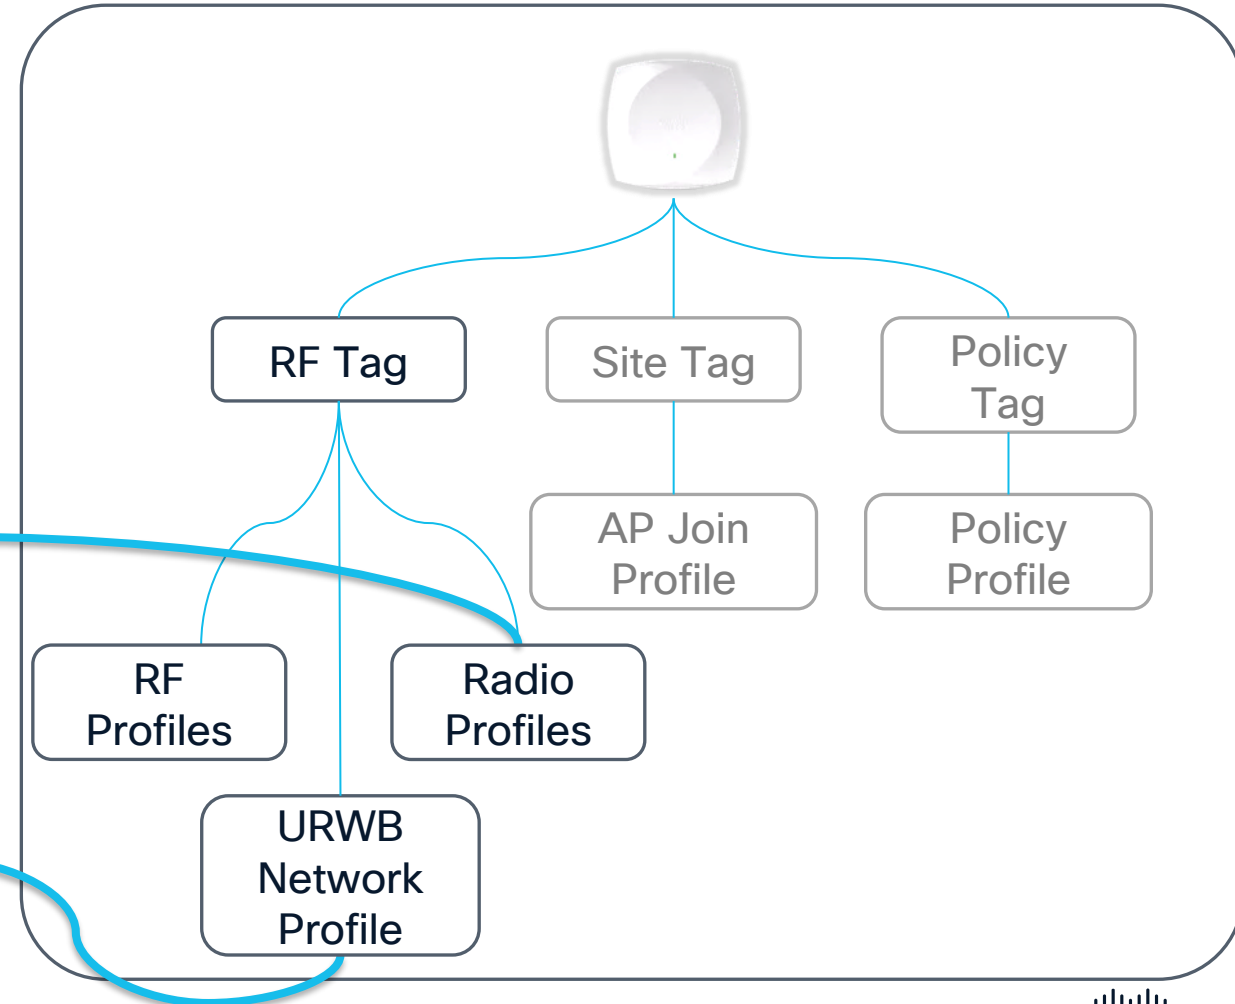 RF Tag
Site Tag
Policy
Tag
AP Join
Profile
Policy
Profile
RF
Profiles
Radio
Profiles
URWB
Network
Profile